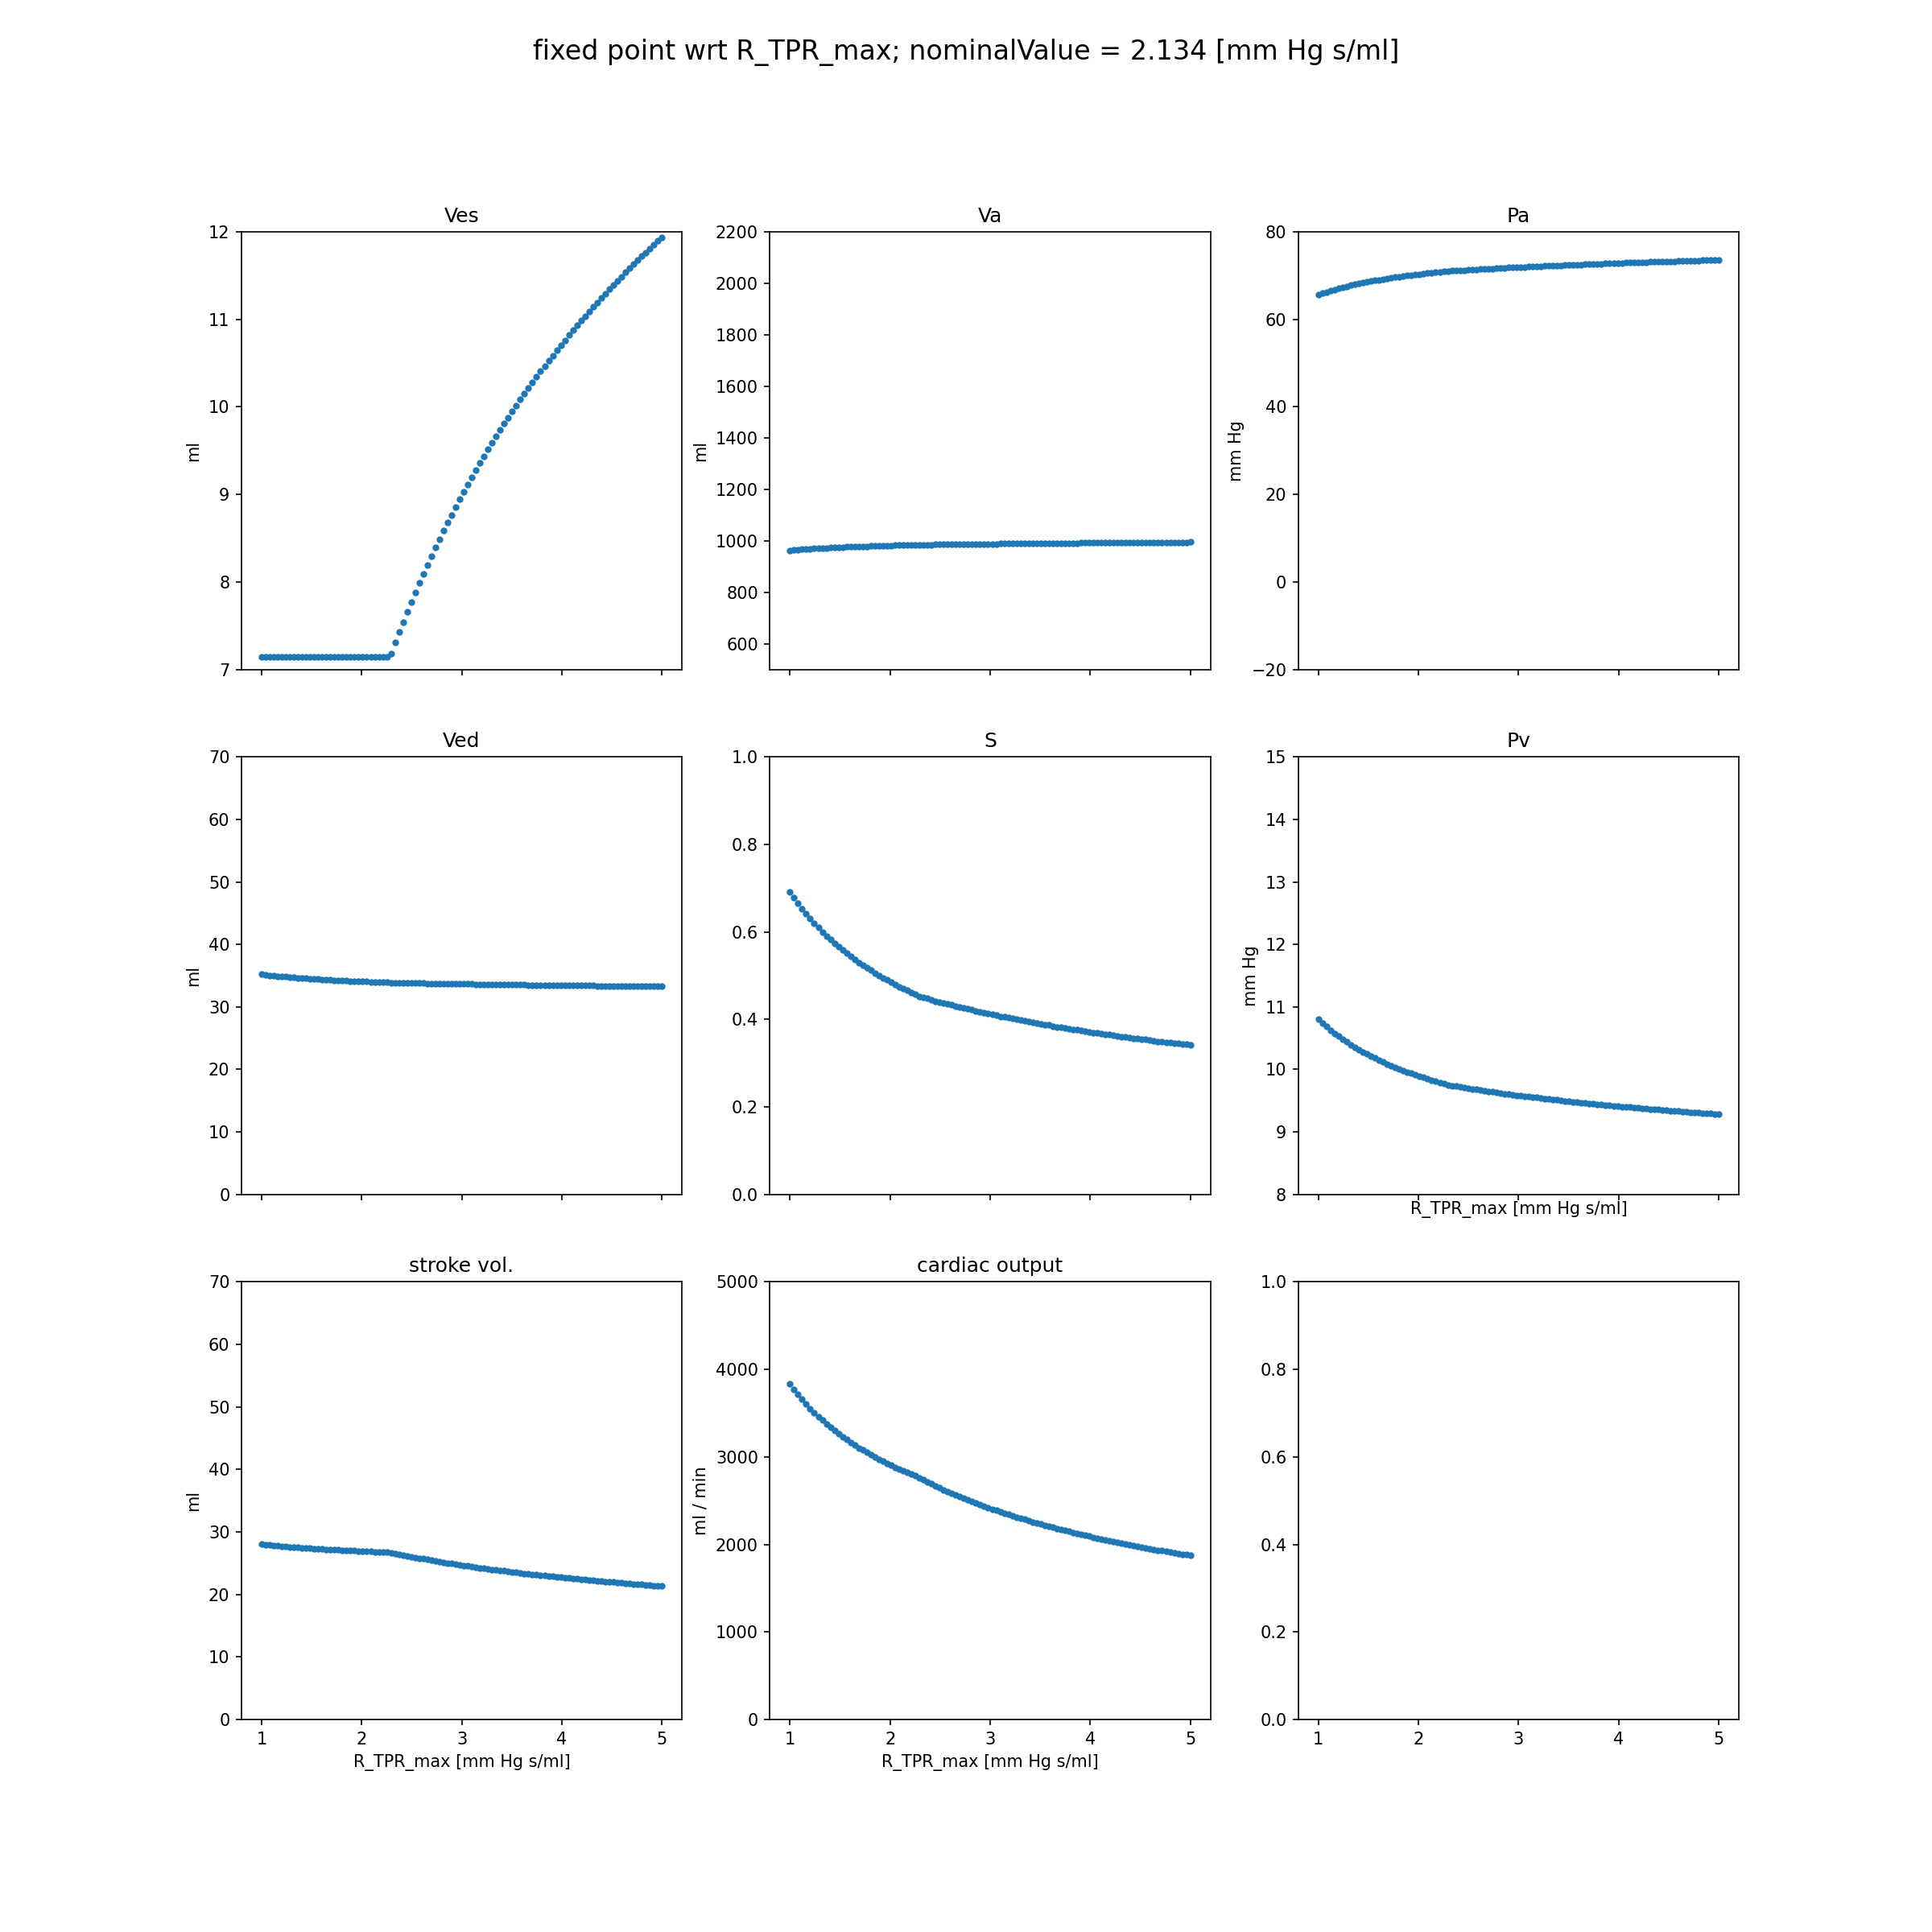 fixed point wrt R_TPR_max; nominalValue = 2.134 [mm Hg s/ml]
Ves
12
11
10
9
8
7
ml
Va
2200
2000
1800
1600
1400
1200
1000
800
600
ml
Pa
80
60
40
20
0
−20
mm Hg
Ved
70
60
50
40
30
20
10
0
ml
S
1.0
0.8
0.6
0.4
0.2
0.0
Pv
15
14
13
12
11
10
9
8
mm Hg
R_TPR_max [mm Hg s/ml]
stroke vol.
70
60
50
40
30
20
10
0
ml
1 2 3 4 5
R_TPR_max [mm Hg s/ml]
cardiac output
5000
4000
3000
2000
1000
0
ml / min
1 2 3 4 5
R_TPR_max [mm Hg s/ml]
1.0
0.8
0.6
0.4
0.2
0.0
1 2 3 4 5